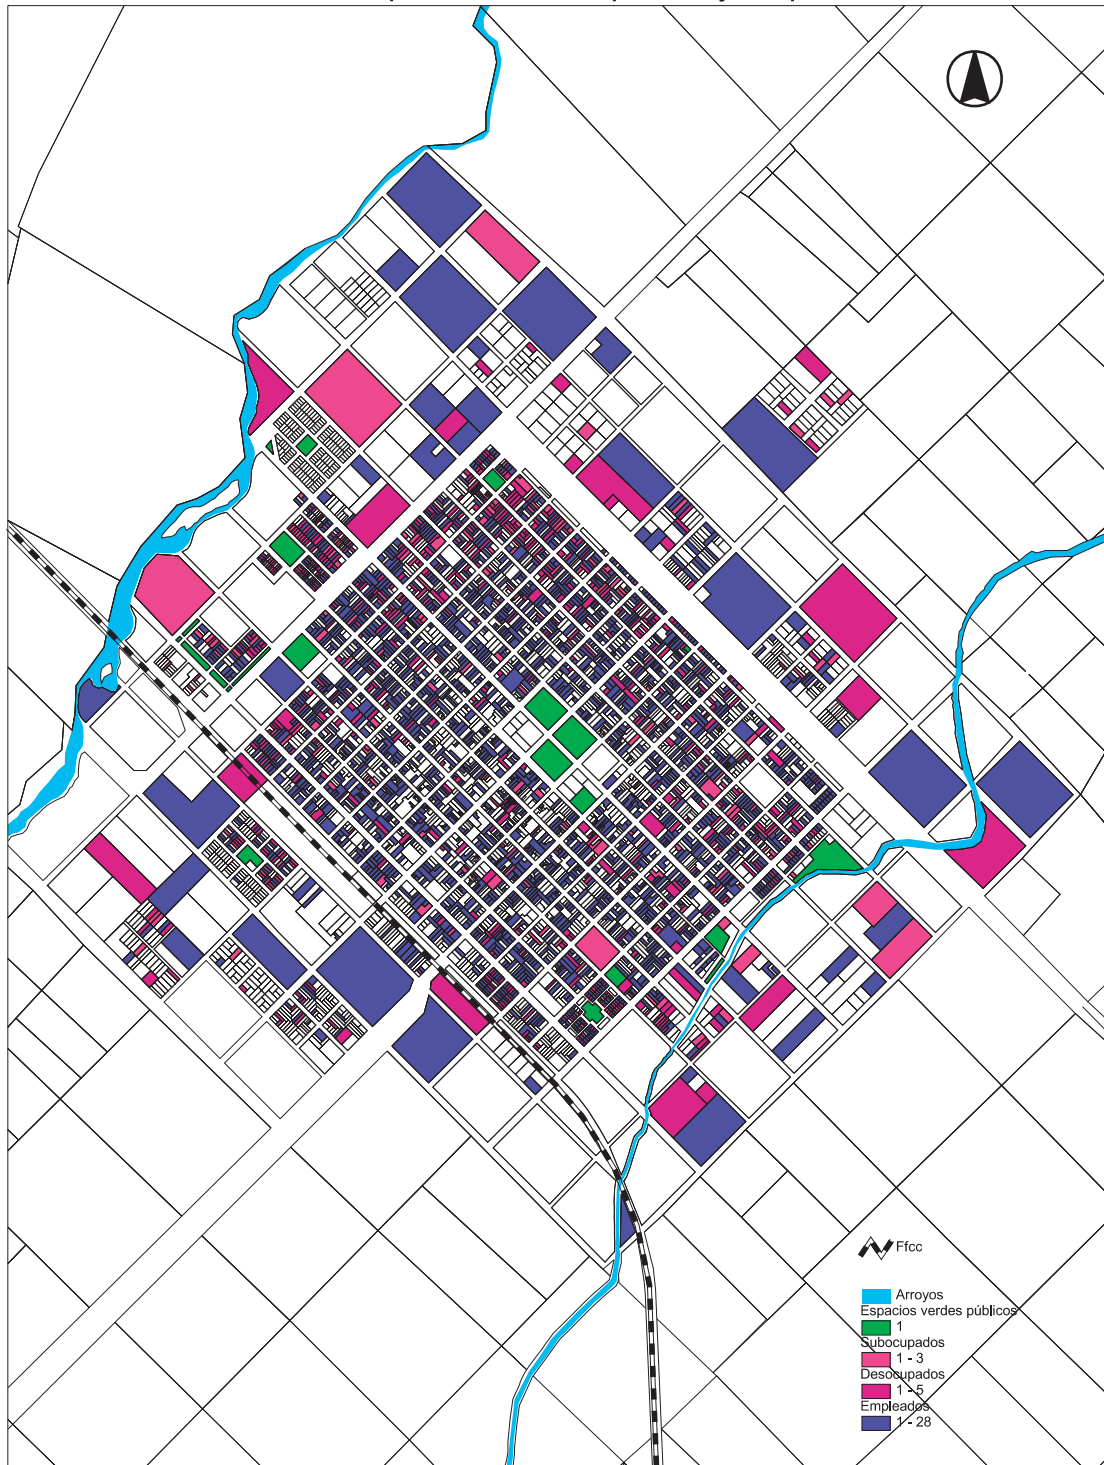 Ffcc
Arroyos
Espacios verdes públicos
1
Subocupados
1 - 3
Desocupados
1 - 5
Empleados
1 - 28